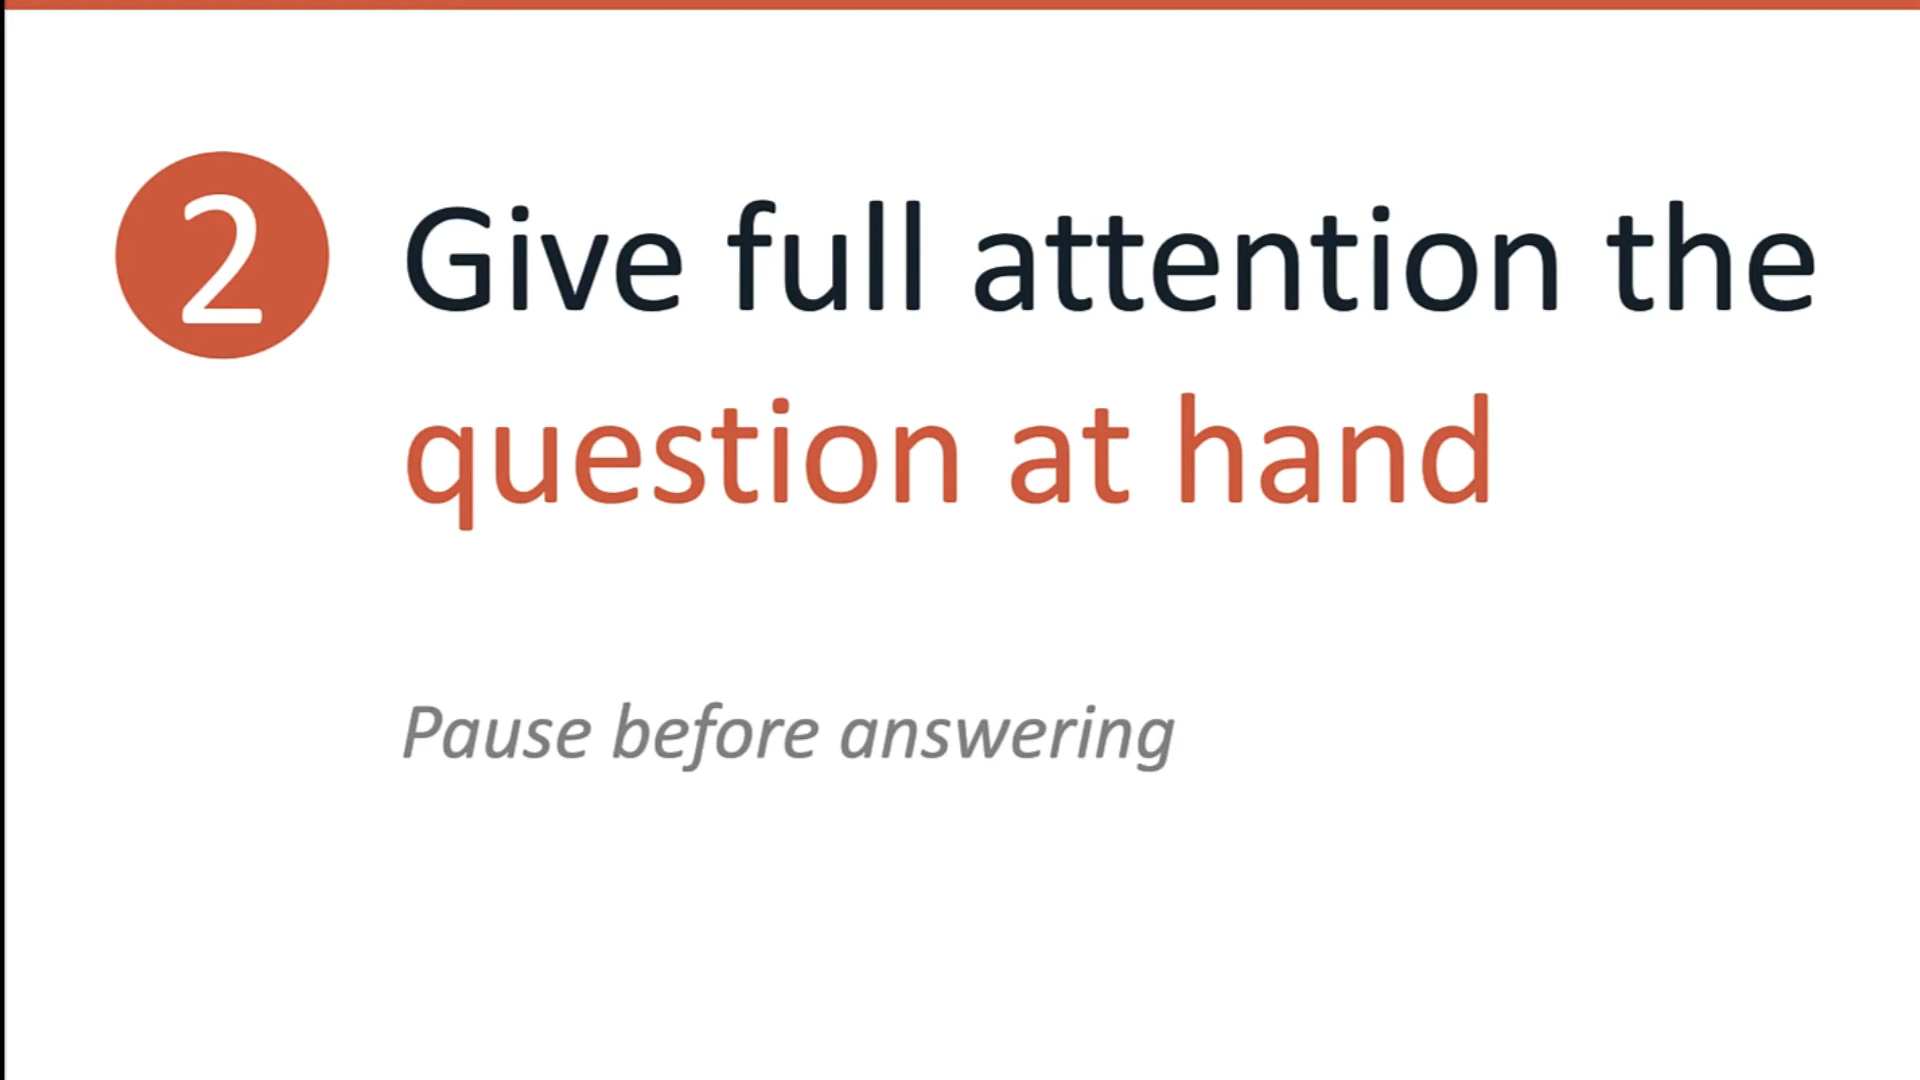 2 Give full attention the
question at hand
Pause before answering